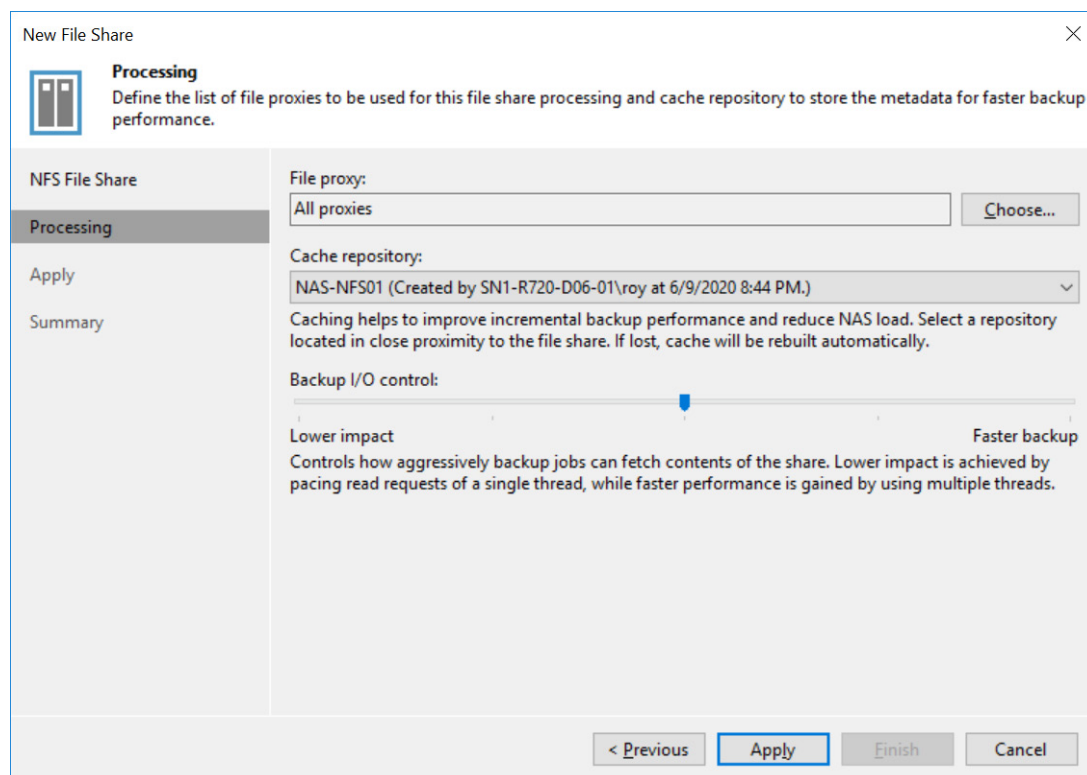 New File Share
Processing
Define the list of file proxies to be used for this file share processing and cache repository to store the metadata for faster backup
performance.
NFS File Share
Processing
Apply
Summary
File proxy:
All proxies
Choose...
Cache repository:
NAS-NFS01 (Created by SN1-R720-D06-01\roy at 6/9/2020 8:44 PM.)
Caching helps to improve incremental backup performance and reduce NAS load. Select a repository
located in close proximity to the file share. If lost, cache will be rebuilt automatically.
Backup I/O control:
Lower impact
Faster backup
Controls how aggressively backup jobs can fetch contents of the share. Lower impact is achieved by
pacing read requests of a single thread, while faster performance is gained by using multiple threads.
< Previous
Apply
Finish
Cancel